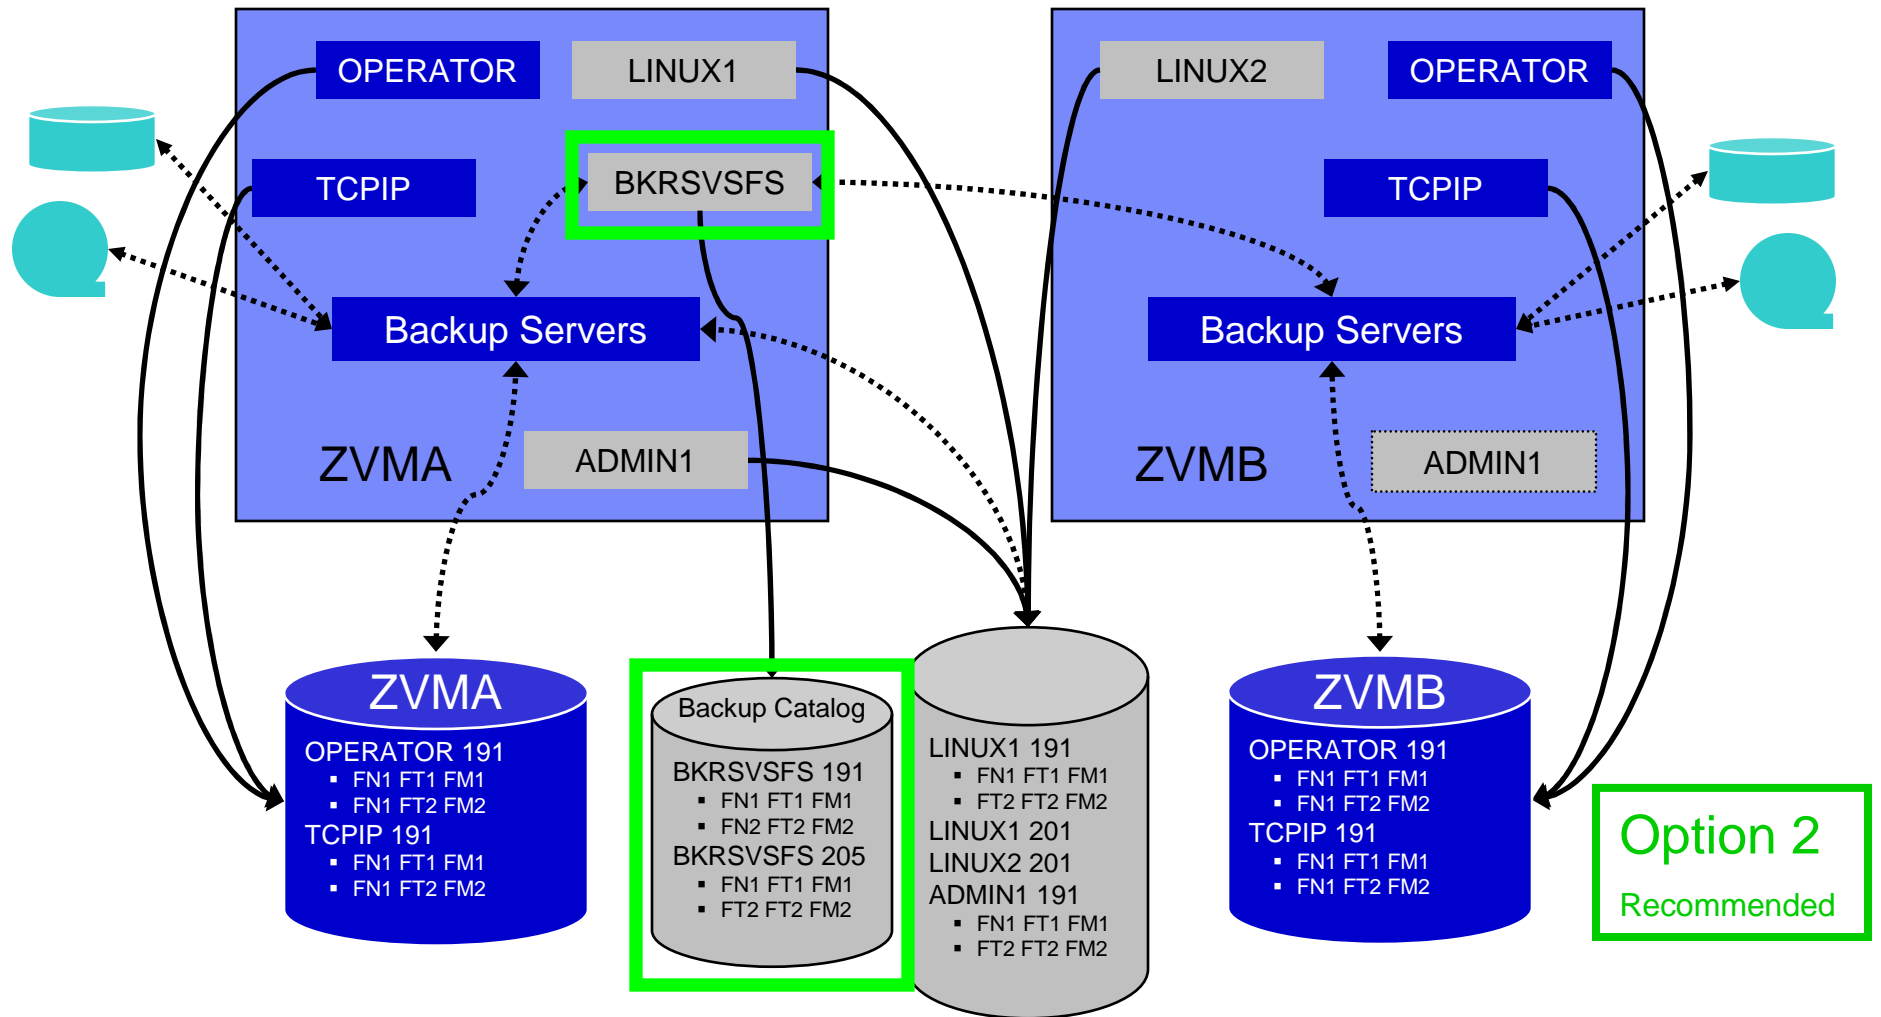 OPERATOR
LINUX1
BKRSVSFS
TCPIP
Backup Servers
ADMIN1
ZVMA
LINUX2
OPERATOR
TCPIP
Backup Servers
ADMIN1
ZVMB
ZVMA
OPERATOR 191
▪ FN1 FT1 FM1
▪ FN1 FT2 FM2
TCPIP 191
▪ FN1 FT1 FM1
▪ FN1 FT2 FM2
Backup Catalog
BKRSVSFS 191
▪ FN1 FT1 FM1
▪ FN2 FT2 FM2
BKRSVSFS 205
▪ FN1 FT1 FM1
▪ FT2 FT2 FM2
LINUX1 191
▪ FN1 FT1 FM1
▪ FT2 FT2 FM2
LINUX1 201
LINUX2 201
ADMIN1 191
▪ FN1 FT1 FM1
▪ FT2 FT2 FM2
ZVMB
OPERATOR 191
▪ FN1 FT1 FM1
▪ FN1 FT2 FM2
TCPIP 191
▪ FN1 FT1 FM1
▪ FN1 FT2 FM2
Option 2
Recommended